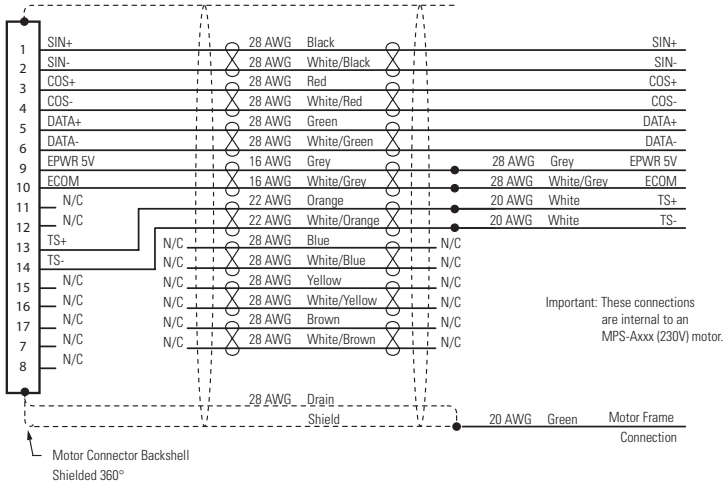 1 SIN+ 28 AWG Black SIN+
2 SIN- 28 AWG White/Black SIN-
3 COS+ 28 AWG Red COS+
4 COS- 28 AWG White/Red COS-
5 DATA+ 28 AWG Green DATA+
6 DATA- 28 AWG White/Green DATA-
9 EPWR 5V 16 AWG Grey 28 AWG Grey EPWR 5V
10 ECOM 16 AWG White/Grey 28 AWG White/Grey ECOM
11 N/C 22 AWG Orange 20 AWG White TS+
12 N/C 22 AWG White/Orange 20 AWG White TS-
13 TS+ N/C 28 AWG Blue N/C
14 TS- N/C 28 AWG White/Blue N/C
15 N/C N/C 28 AWG Yellow N/C
16 N/C N/C 28 AWG White/Yellow N/C
17 N/C N/C 28 AWG Brown N/C
7 N/C N/C 28 AWG White/Brown N/C
8 N/C
Important: These connections
are internal to an
MPS-Axxx (230V) motor.
28 AWG Drain
Shield
20 AWG Green Motor Frame
Connection
Motor Connector Backshell
Shielded 360°